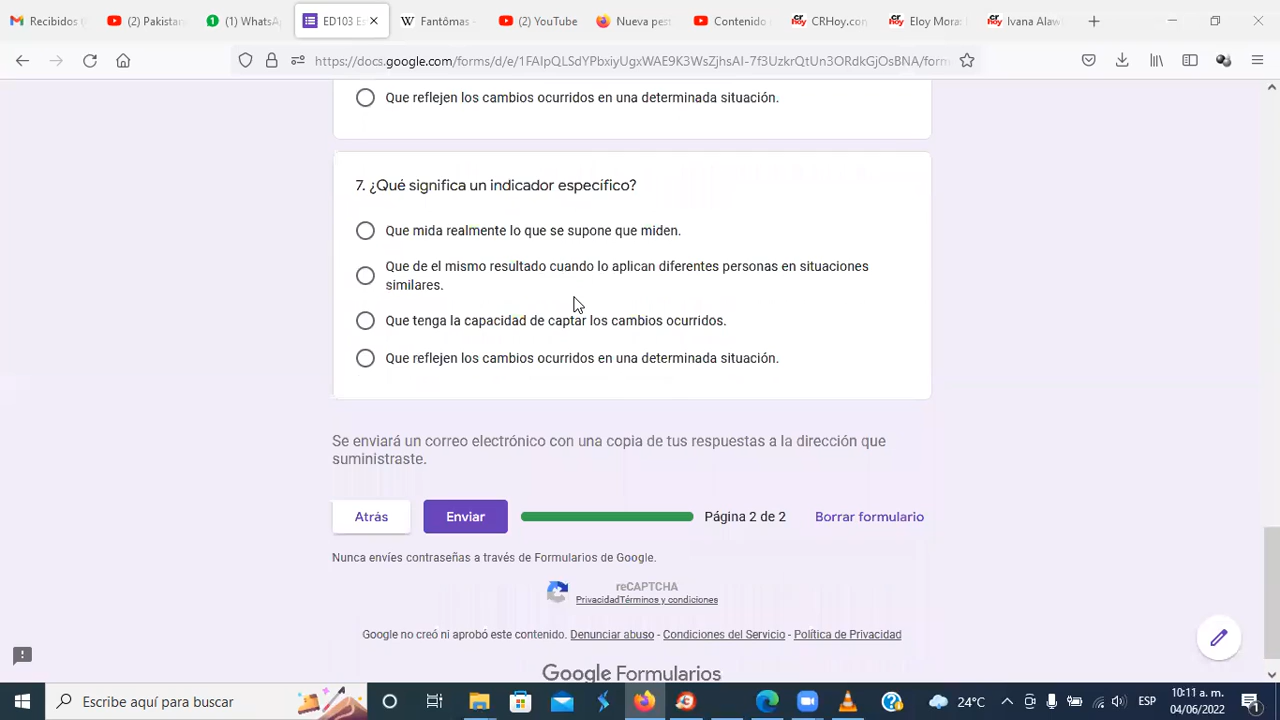 Recibidos
(2) Pakistan
(1) WhatsA
ED103 E
Fantômas -
(2) YouTube
Nueva pest
Contenido
CRHoy.con
Eloy Mora:
Ivana Alaw
https://docs.google.com/forms/d/e/1FAIpQLSdYPbxiyUgxWAE9K3WsZjhsAI-7f3UzkrQtUn3ORdkGjOsBNA/form
Que reflejen los cambios ocurridos en una determinada situación.
7. ¿Qué significa un indicador específico?
Que mida realmente lo que se supone que miden.
Que de el mismo resultado cuando lo aplican diferentes personas en situaciones
similares.
Que tenga la capacidad de captar los cambios ocurridos.
Que reflejen los cambios ocurridos en una determinada situación.
Se enviará un correo electrónico con una copia de tus respuestas a la dirección que
suministraste.
Atrás
Enviar
Página 2 de 2
Borrar formulario
Nunca envíes contraseñas a través de Formularios de Google.
reCAPTCHA
PrivacidadTérminos y condiciones
Google no creó ni aprobó este contenido. Denunciar abuso - Condiciones del Servicio - Política de Privacidad
Google Formularios
Escribe aquí para buscar
24°C
ESP
10:11 a. m.
04/06/2022